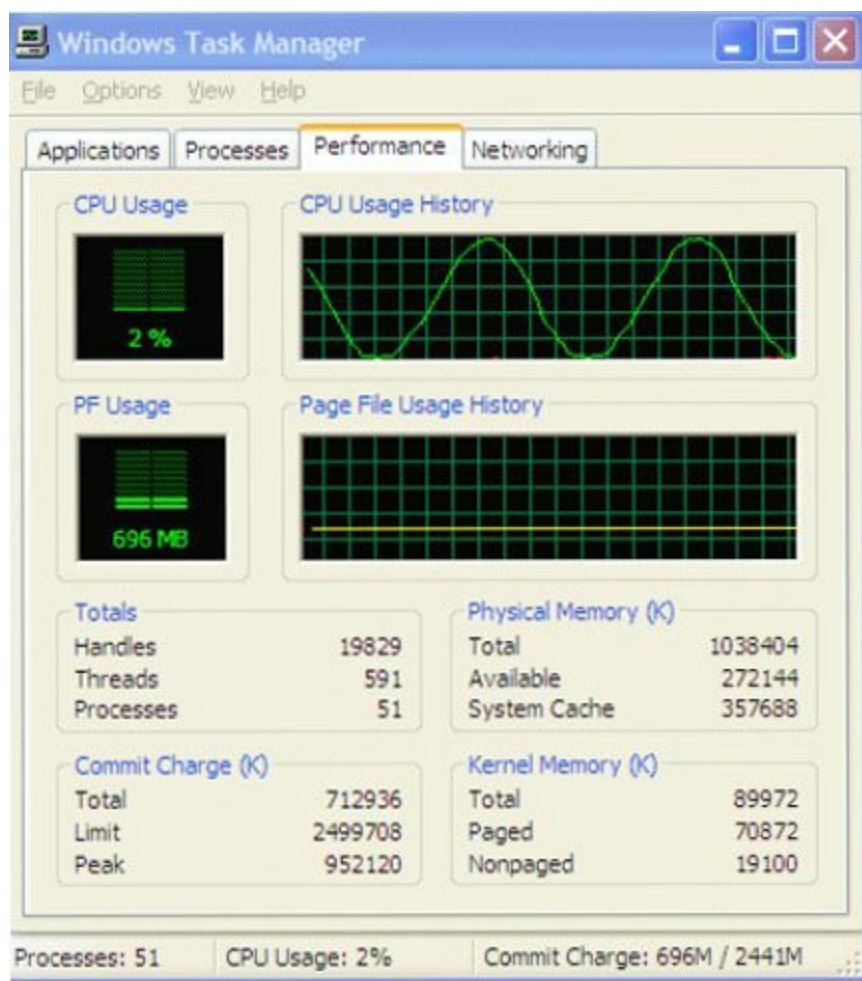 Windows Task Manager
File Options View Help
Applications Processes Performance Networking
CPU Usage CPU Usage History
2 %
PF Usage Page File Usage History
696 MB
Totals
Handles 19829
Threads 591
Processes 51
Physical Memory (K)
Total 1038404
Available 272144
System Cache 357688
Commit Charge (K)
Total 712936
Limit 2499708
Peak 952120
Kernel Memory (K)
Total 89972
Paged 70872
Nonpaged 19100
Processes: 51 CPU Usage: 2% Commit Charge: 696M / 2441M